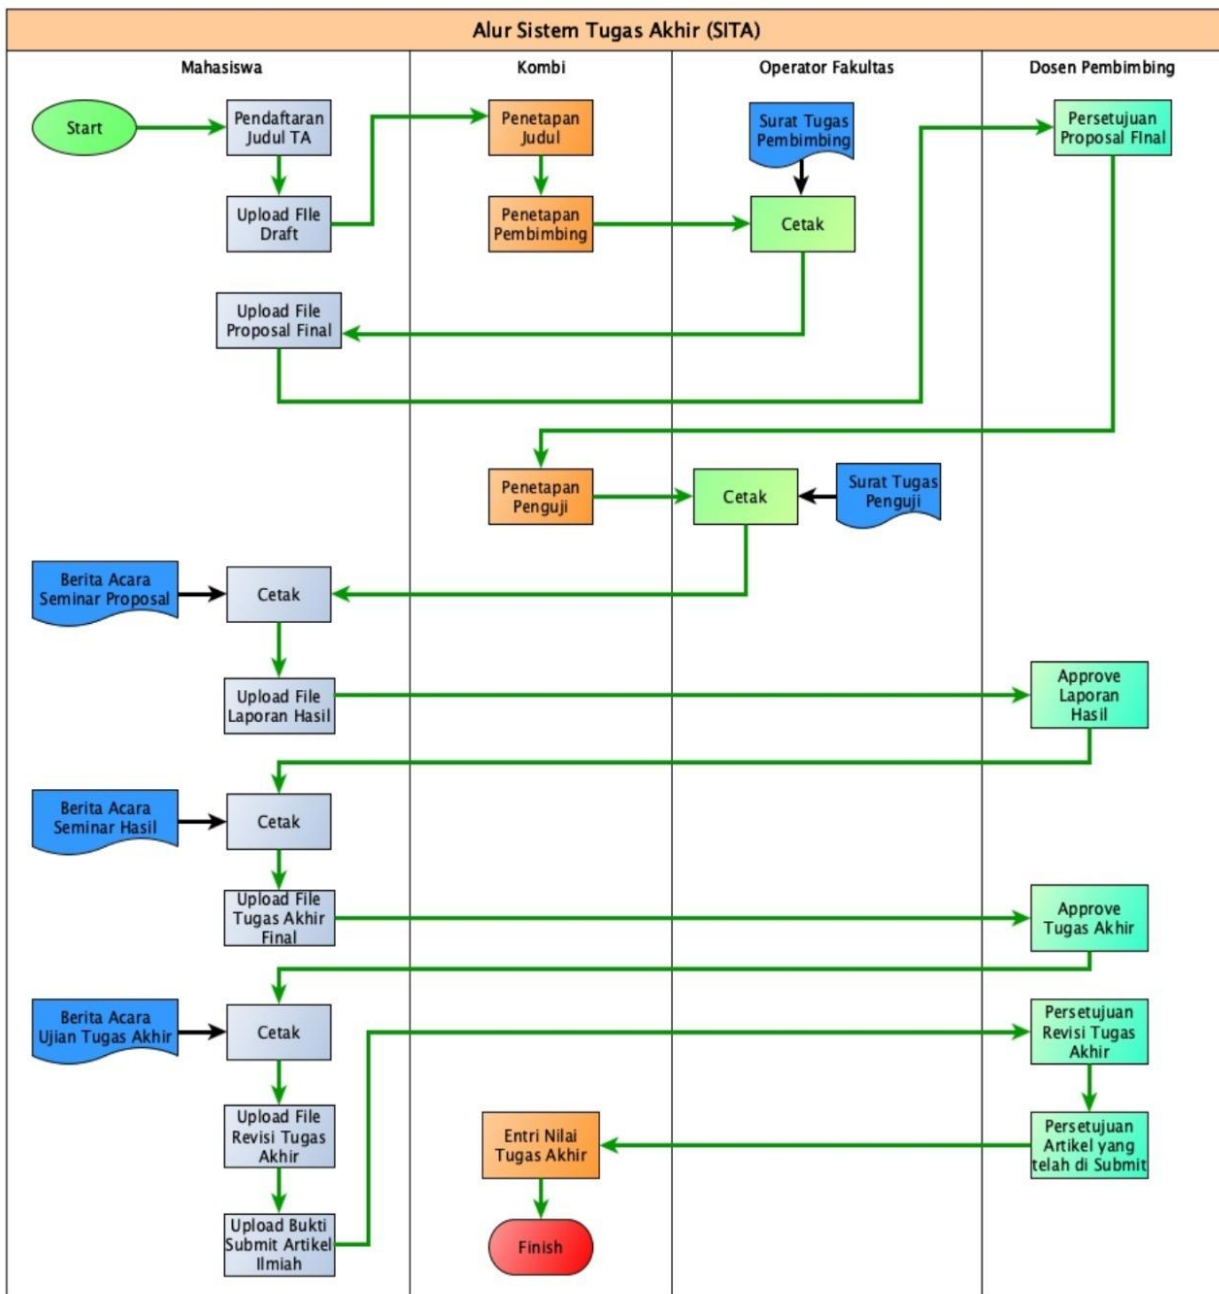 Alur Sistem Tugas Akhir (SITA)
Mahasiswa
Kombi
Operator Fakultas
Dosen Pembimbing
Start
Pendaftaran
Judul TA
Penetapan
Judul
Surat Tugas
Pembimbing
Persetujuan
Proposal FInal
Upload FIle
Draft
Penetapan
Pembimbing
Cetak
Upload File
Proposal Final
Penetapan
Penguji
Cetak
Surat Tugas
Penguji
Berita Acara
Seminar Proposal
Cetak
Upload File
Laporan Hasil
Approve
Laporan
Hasil
Berita Acara
Seminar Hasil
Cetak
Upload File
Tugas Akhir
Final
Approve
Tugas Akhir
Berita Acara
Ujian Tugas Akhir
Cetak
Persetujuan
Revisi Tugas
Akhir
Upload File
Revisi Tugas
Akhir
Entri Nilai
Tugas Akhir
Persetujuan
Artikel yang
telah di Submit
Upload Bukti
Submit Artikel
Ilmiah
Finish